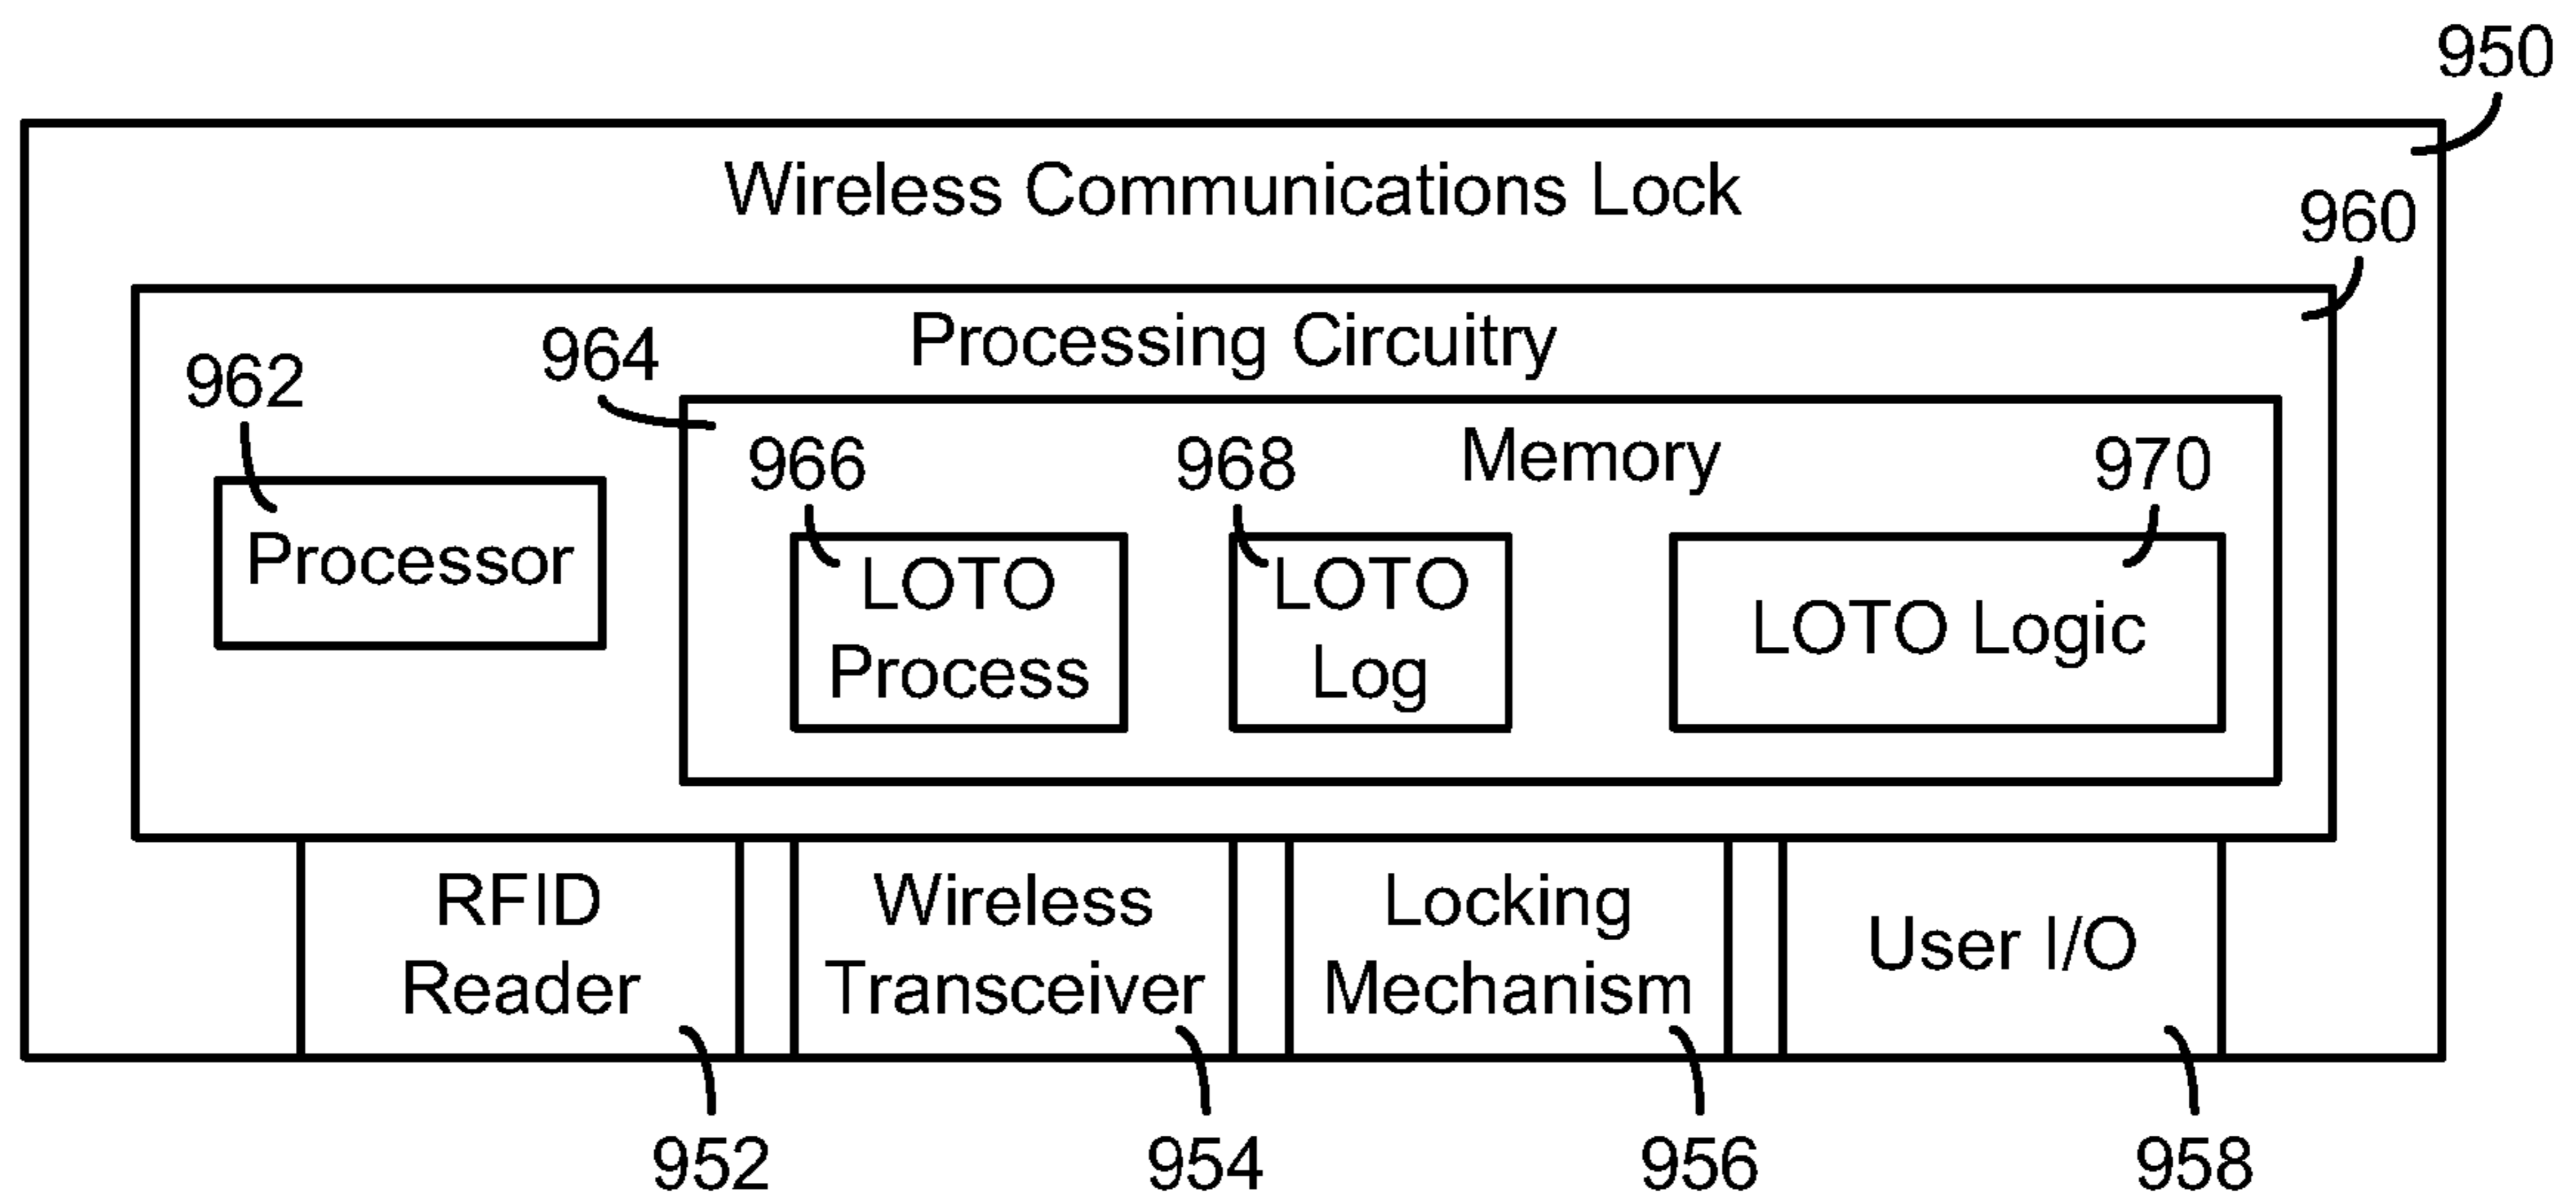 950
Wireless Communications Lock
960
Processing Circuitry
962
964
Memory
966
968
970
Processor
LOTO
Process
LOTO
Log
LOTO Logic
RFID
Reader
Wireless
Transceiver
Locking
Mechanism
User I/O
952
954
956
958